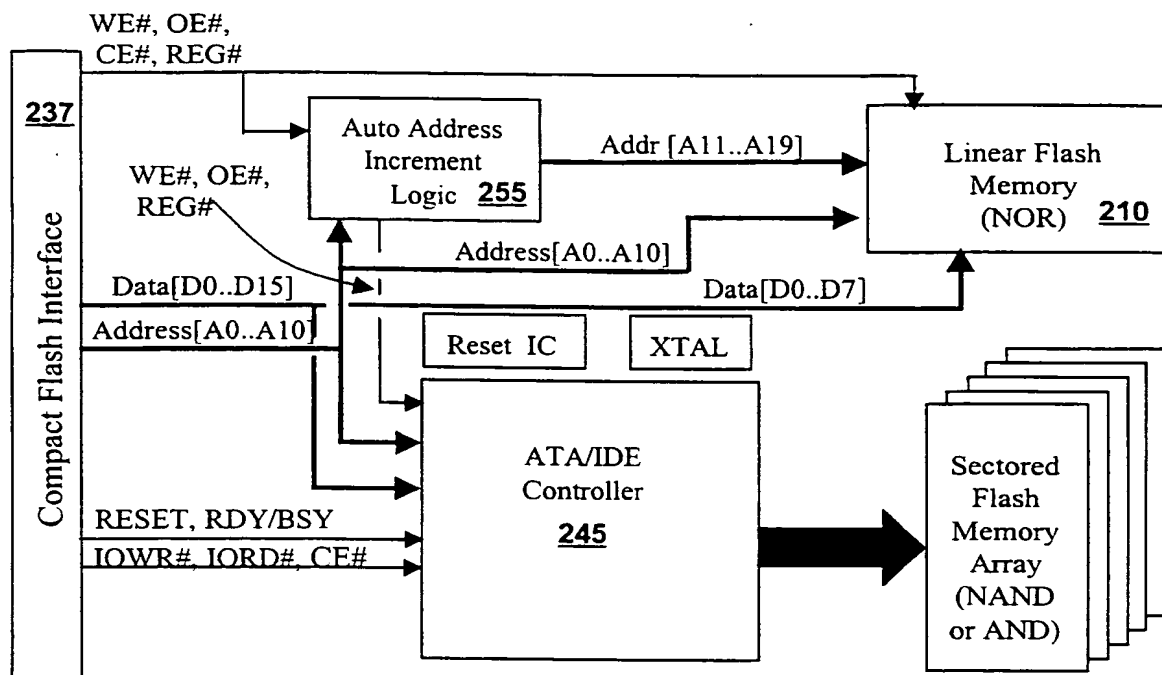 WE#, OE#,
CE#, REG#
237
Compact Flash Interface
Auto Address
Increment
Logic 255
Addr [A11..A19]
Linear Flash
Memory
(NOR) 210
WE#, OE#,
REG#
Address[A0..A10]
Data[D0..D15]
Data[D0..D7]
Address[A0..A10]
Reset IC
XTAL
ATA/IDE
Controller
245
Sectored
Flash
Memory
Array
(NAND
or AND)
RESET, RDY/BSY
IOWR#, IORD#, CE#